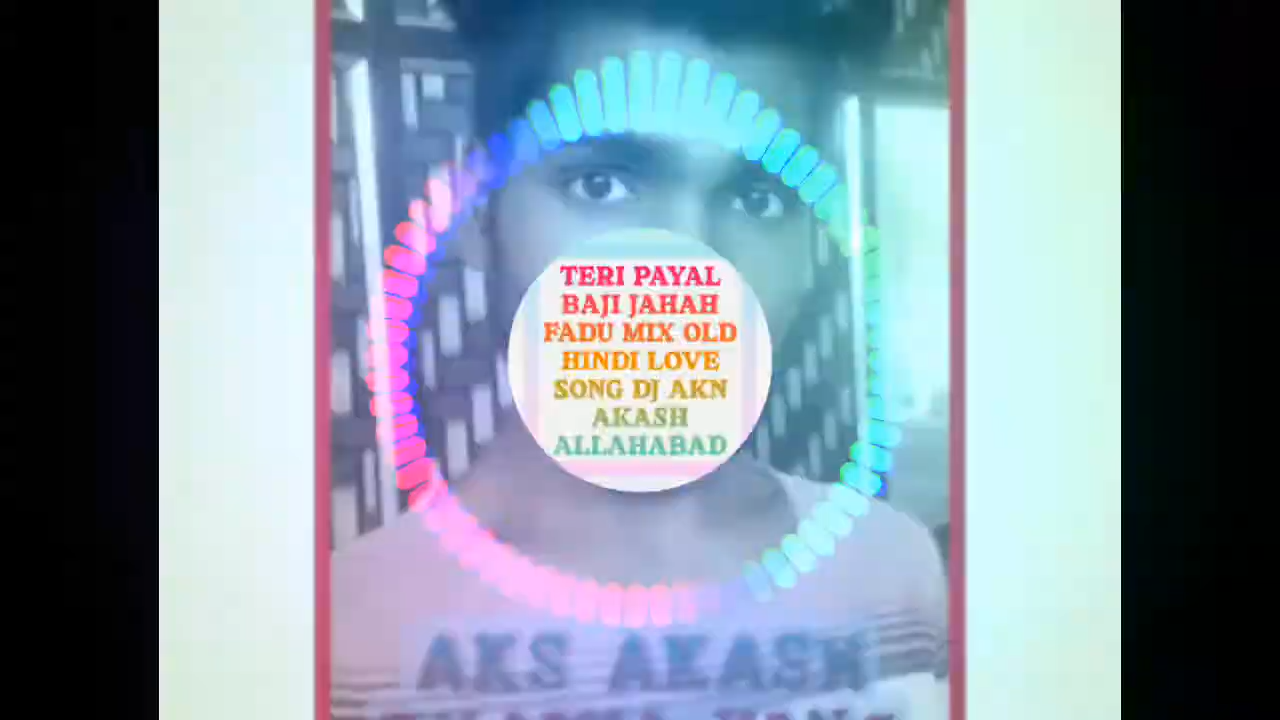 TERI PAYAL
BAJI JAHAH
FADU MIX OLD
HINDI LOVE
SONG DJ AKN
AKASH
ALLAHABAD
AKS AKASH